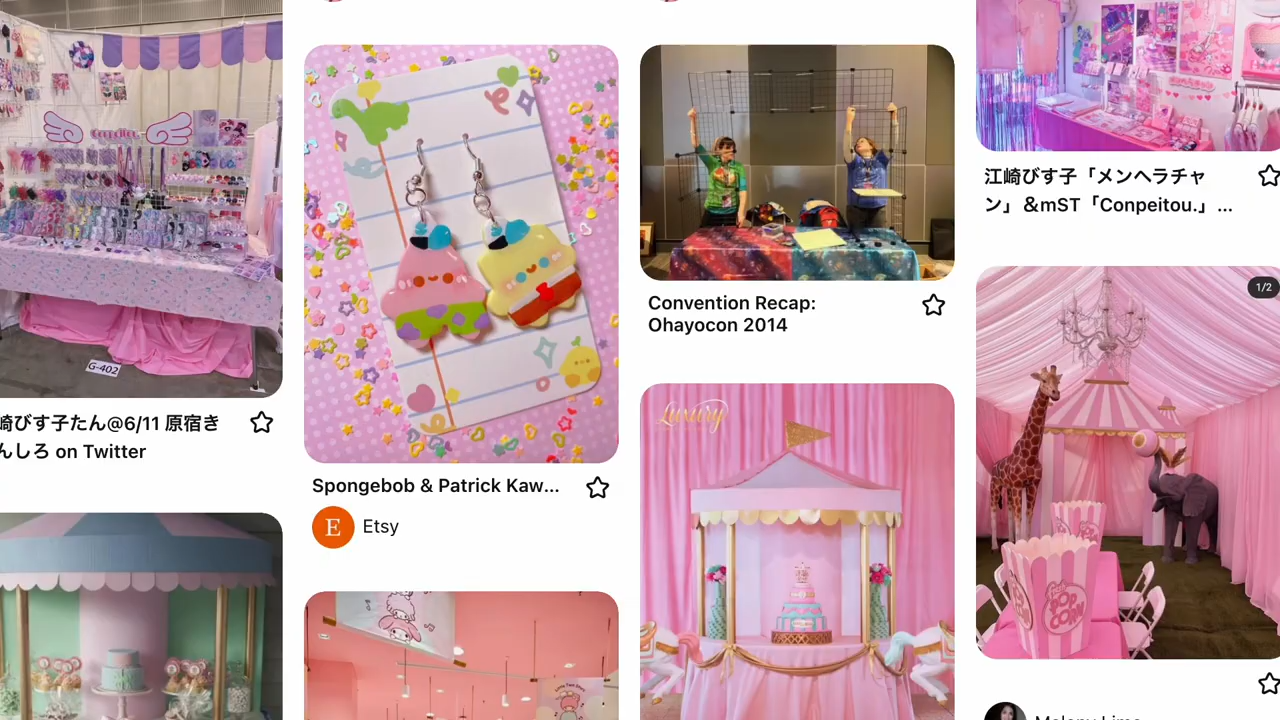 G-402
崎びす子たん@6/11 原宿き
んしろ on Twitter
Spongebob & Patrick Kaw...
E
Etsy
Convention Recap:
Ohayocon 2014
Luxury
江崎びす子「メンヘラチャ
ン」&mST「Conpeitou.」...
1/2
POP
CORN